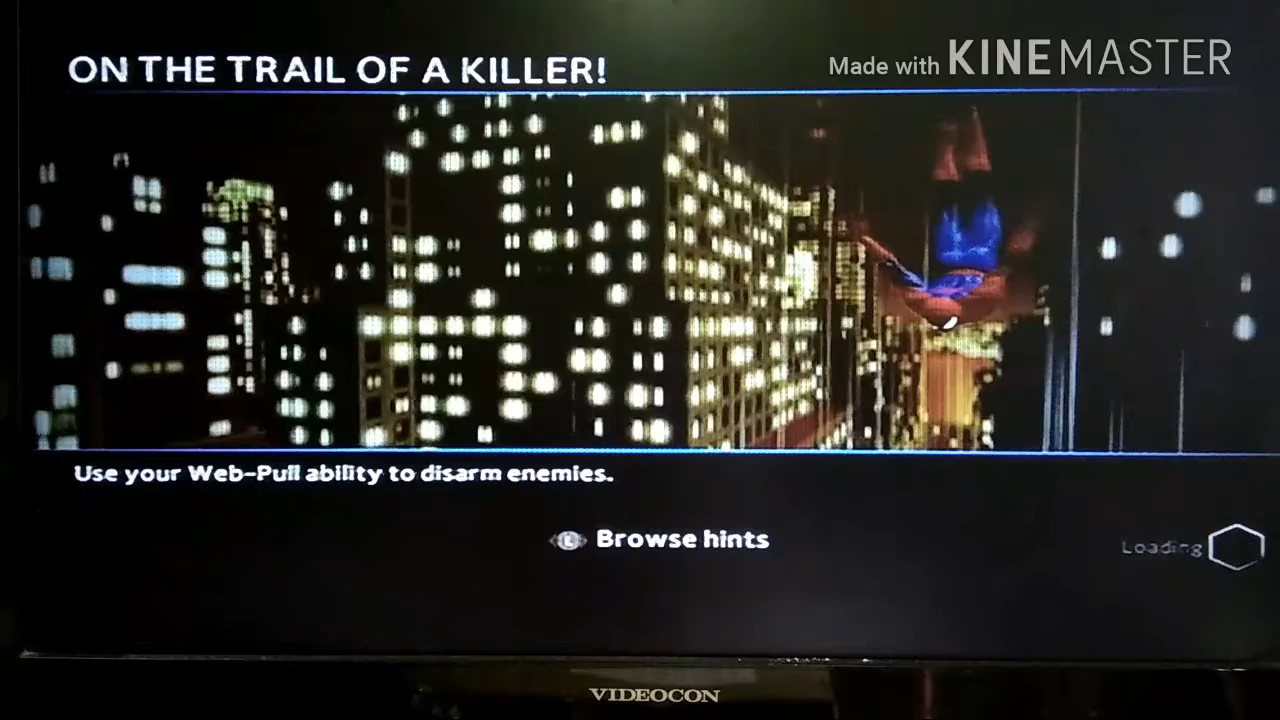 ON THE TRAIL OF A KILLER!
Made with KINEMASTER
Use your Web-Pull ability to disarm enemies.
L Browse hints
Loading
VIDEOCON